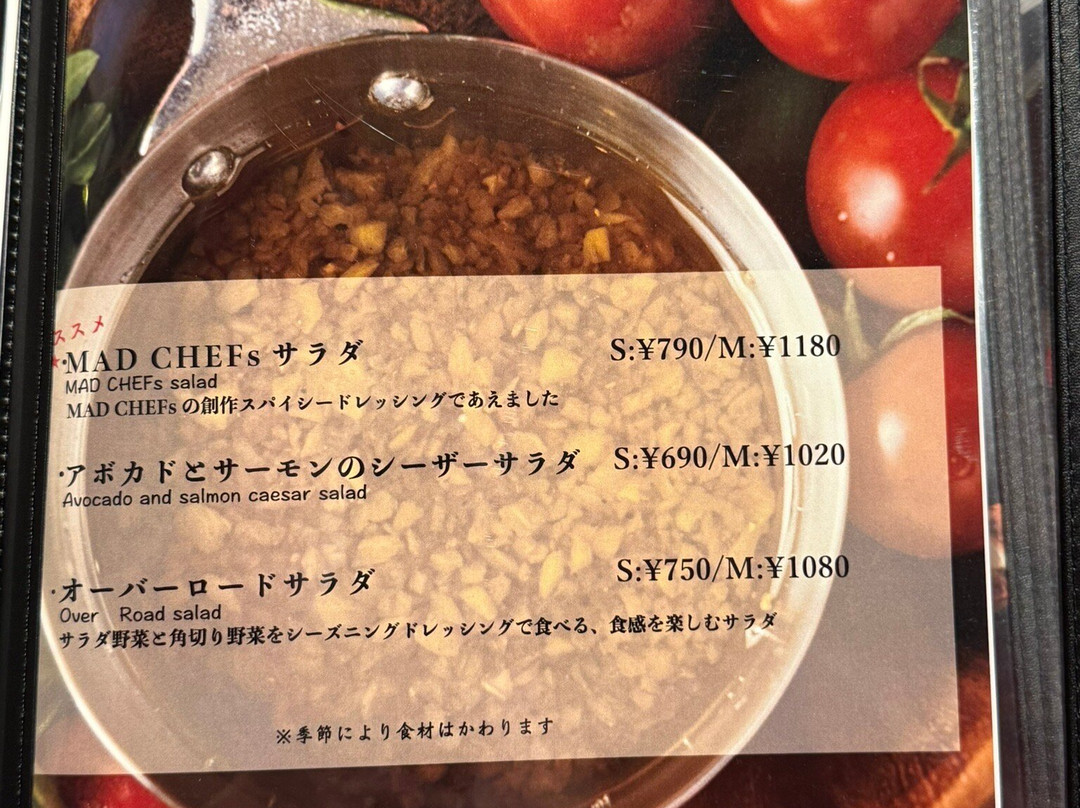 ススメ
・MAD CHEFs サラダ S:¥790/M:¥1180
MAD CHEFs salad
MAD CHEFs の創作スパイシードレッシングであえました
・アボカドとサーモンのシーザーサラダ S:¥690/M:¥1020
Avocado and salmon caesar salad
・オーバーロードサラダ S:¥750/M:¥1080
Over Road salad
サラダ野菜と角切り野菜をシーズニングドレッシングで食べる、食感を楽しむサラダ
※季節により食材はかわります